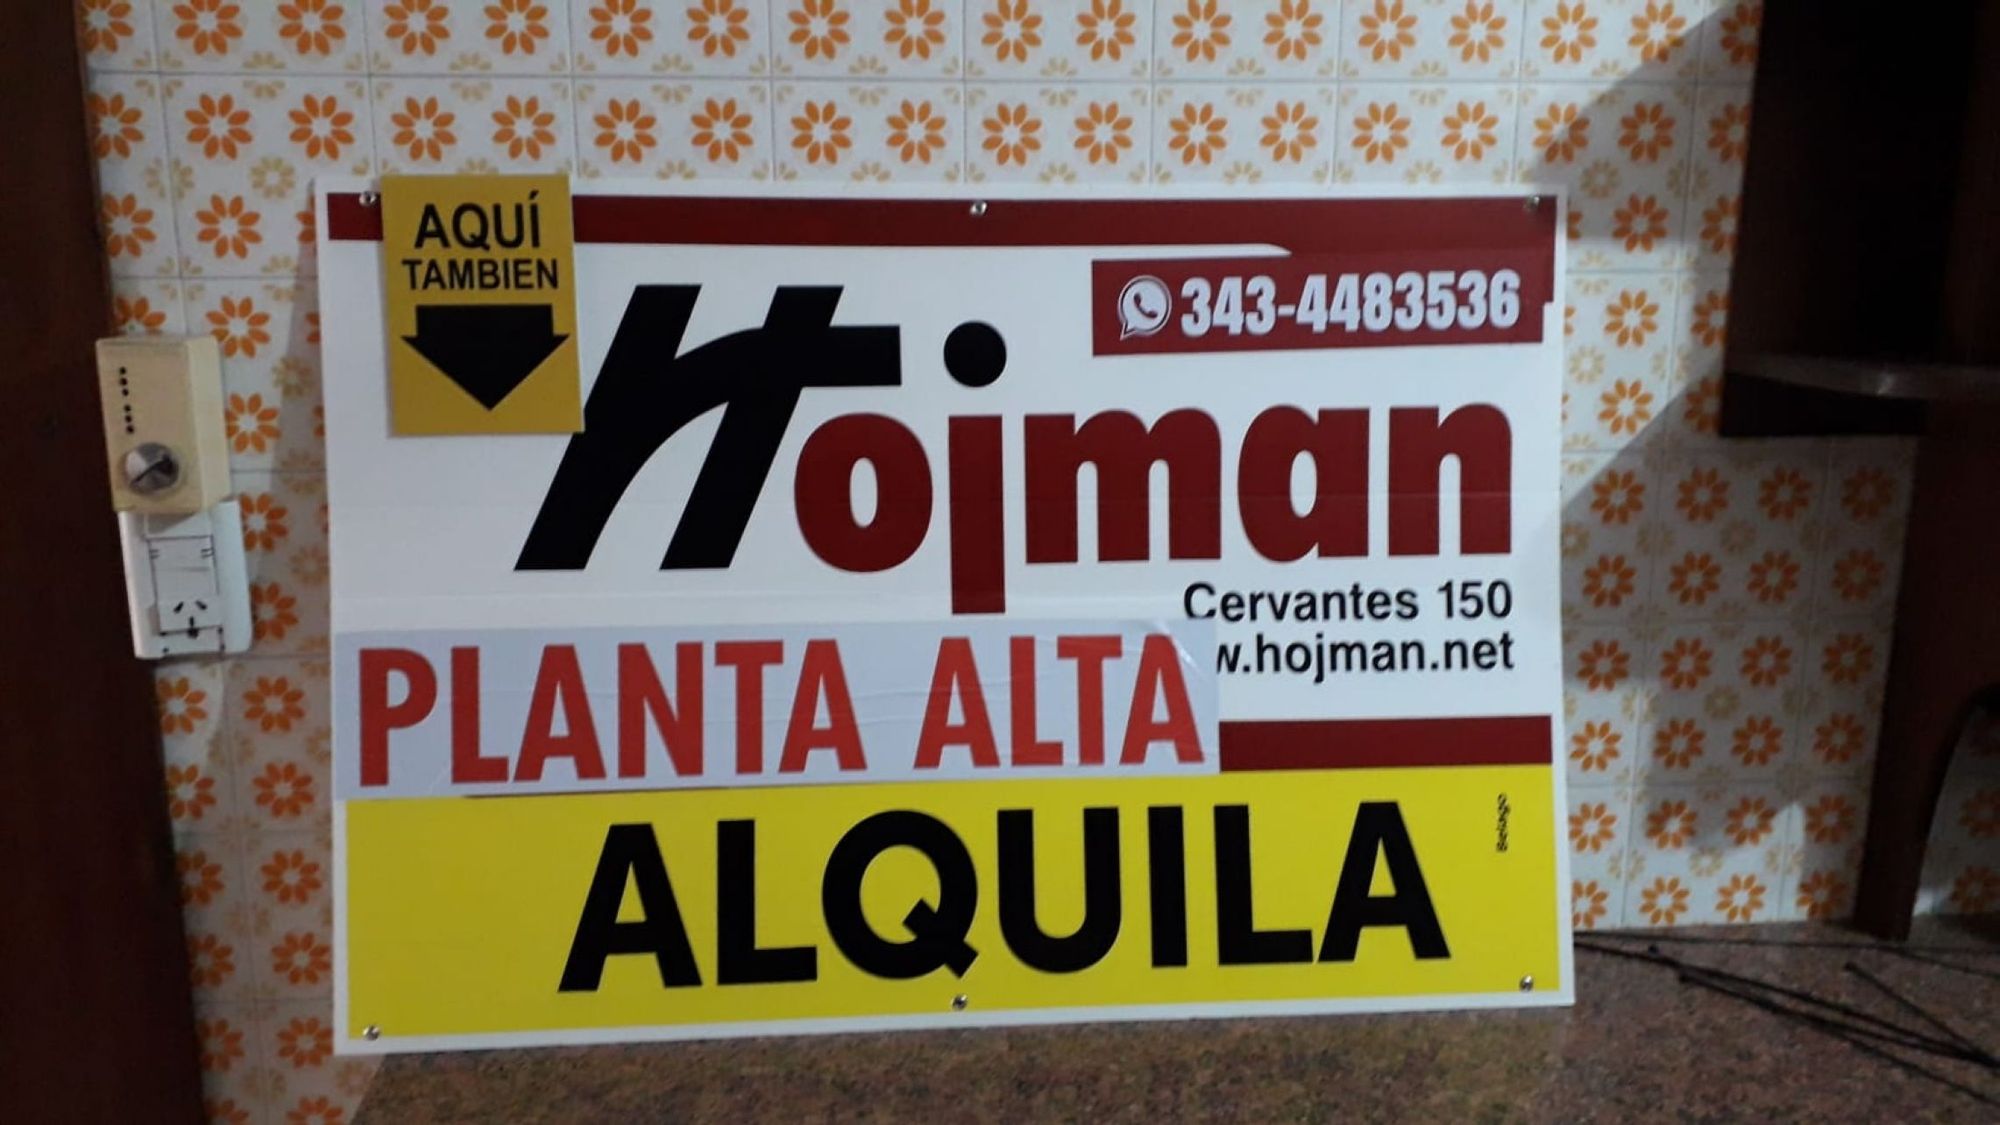 AQUÍ
TAMBIEN
343-4483536
Hojman
Cervantes 150
w.hojman.net
PLANTA ALTA
ALQUILA